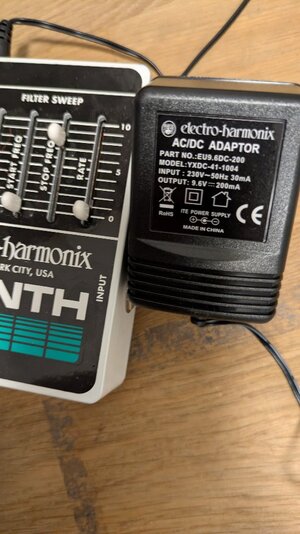 FILTER SWEEP
10
START FREQ
STOP FREQ
RATE
0
o-harmonix
RK CITY, USA
NTH
INPUT
electro-harmonix
AC/DC ADAPTOR
PART NO.:EU9.6DC-200
MODEL:YXDC-41-1004
INPUT : 230V~50Hz 30mA
OUTPUT: 9.6V⎓200mA
RoHS
ITE POWER SUPPLY
CE
MADE IN CHINA